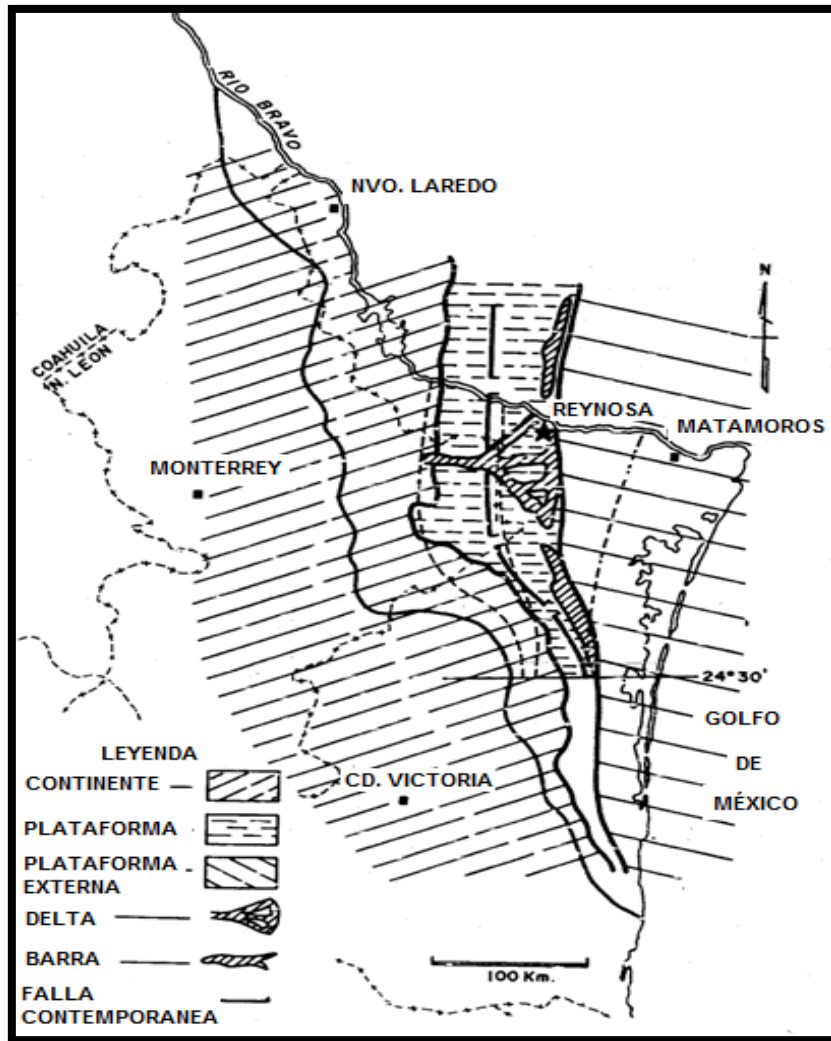 RIO BRAVO
NVO. LAREDO
N
COAHUILA
N. LEON
REYNOSA
MATAMOROS
MONTERREY
24°30'
GOLFO
DE
MÉXICO
CD. VICTORIA
LEYENDA
CONTINENTE
PLATAFORMA
PLATAFORMA
EXTERNA
DELTA
BARRA
FALLA
CONTEMPORANEA
100 Km.